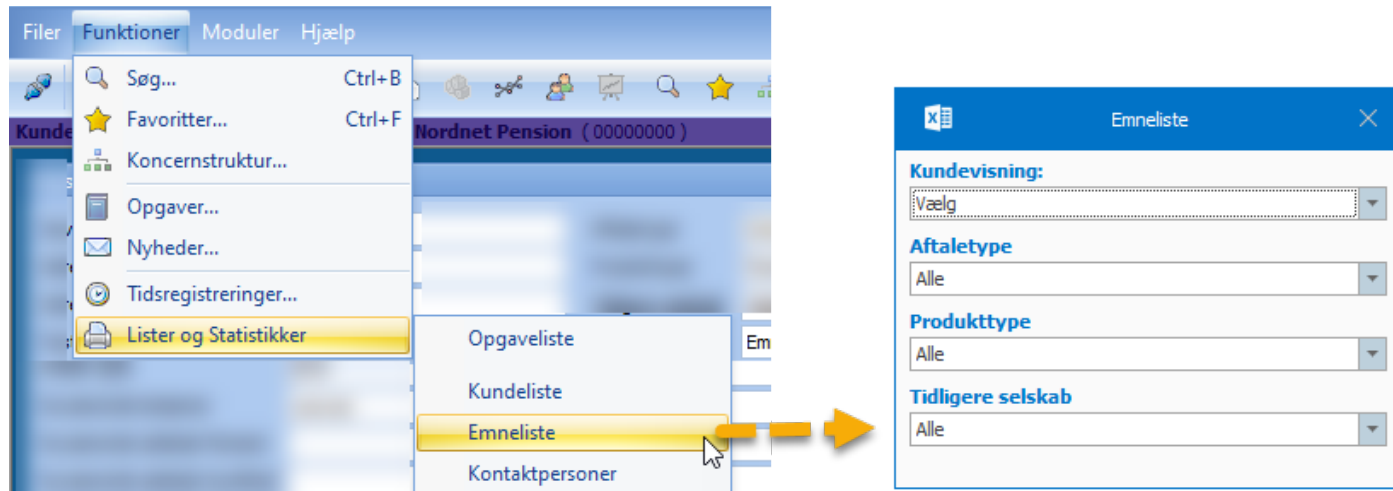 Filer Funktioner Moduler Hjælp
Søg... Ctrl+B
Favoritter... Ctrl+F
Kunde Nordnet Pension (00000000)
Koncernstruktur...
Opgaver...
Nyheder...
Tidsregistreringer...
Lister og Statistikker
Opgaveliste
Em
Kundeliste
Emneliste
Kontaktpersoner
Emneliste
Kundevisning:
Vælg
Aftaletype
Alle
Produkttype
Alle
Tidligere selskab
Alle